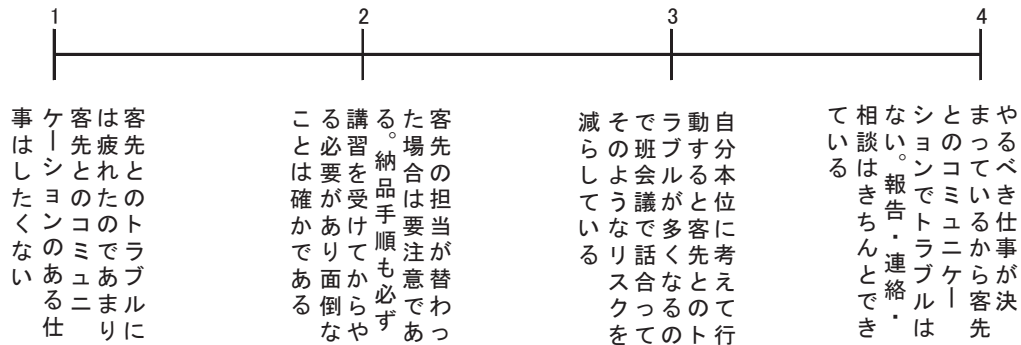 1
2
3
4
客先とのトラブルに
は疲れたのであまり
客先とのコミュニ
ケーションのある仕
事はしたくない
客先の担当が替わっ
た場合は要注意であ
る。納品手順も必ず
講習を受けてからや
る必要があり面倒な
ことは確かである
自分本位に考えて行
動すると客先とのト
ラブルが多くなるの
で班会議で話合って
そのようなリスクを
減らしている
やるべき仕事が決
まっているから客先
とのコミュニケー
ションでトラブルは
ない。報告・連絡・
相談はきちんとでき
ている